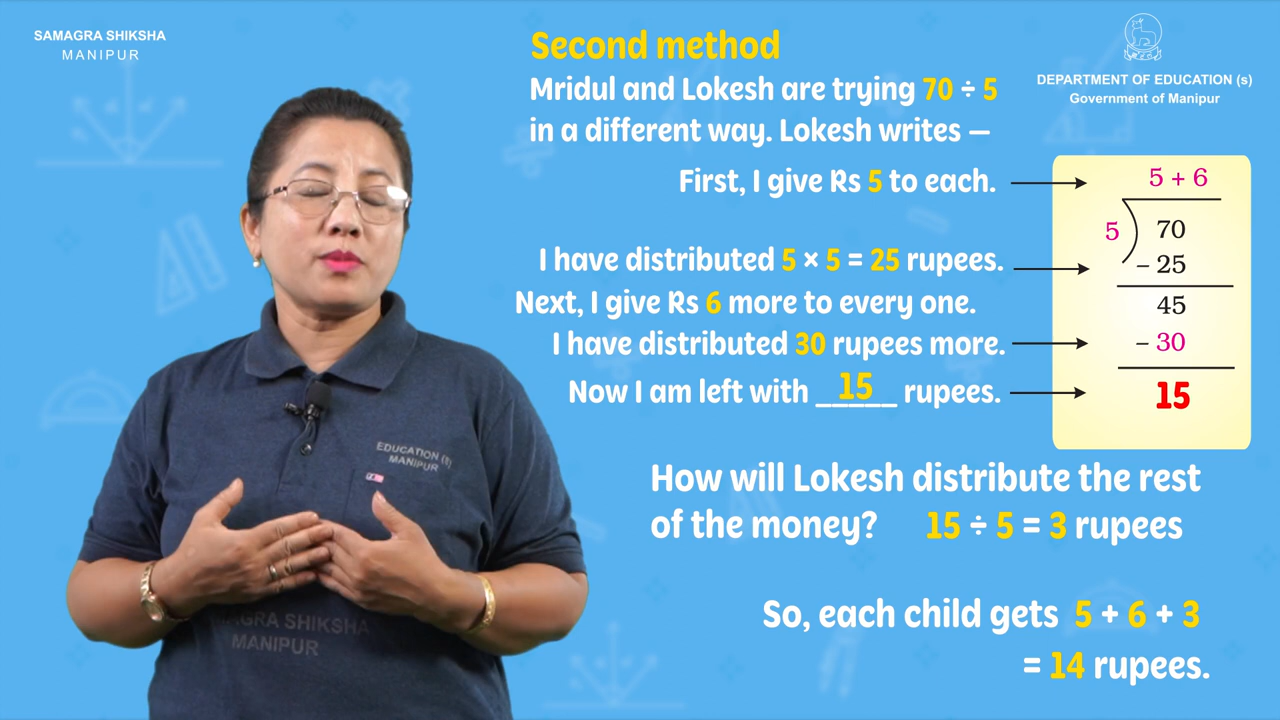 SAMAGRA SHIKSHA
MANIPUR
DEPARTMENT OF EDUCATION (s)
Government of Manipur
Second method
Mridul and Lokesh are trying 70 ÷ 5
in a different way. Lokesh writes —
First, I give Rs 5 to each.
I have distributed 5 × 5 = 25 rupees.
Next, I give Rs 6 more to every one.
I have distributed 30 rupees more.
Now I am left with __15__ rupees.
5 + 6
5 ) 70
– 25
45
– 30
15
How will Lokesh distribute the rest
of the money? 15 ÷ 5 = 3 rupees
So, each child gets 5 + 6 + 3
= 14 rupees.
EDUCATION (s)
MANIPUR
AGRA SHIKSHA
MANIPUR